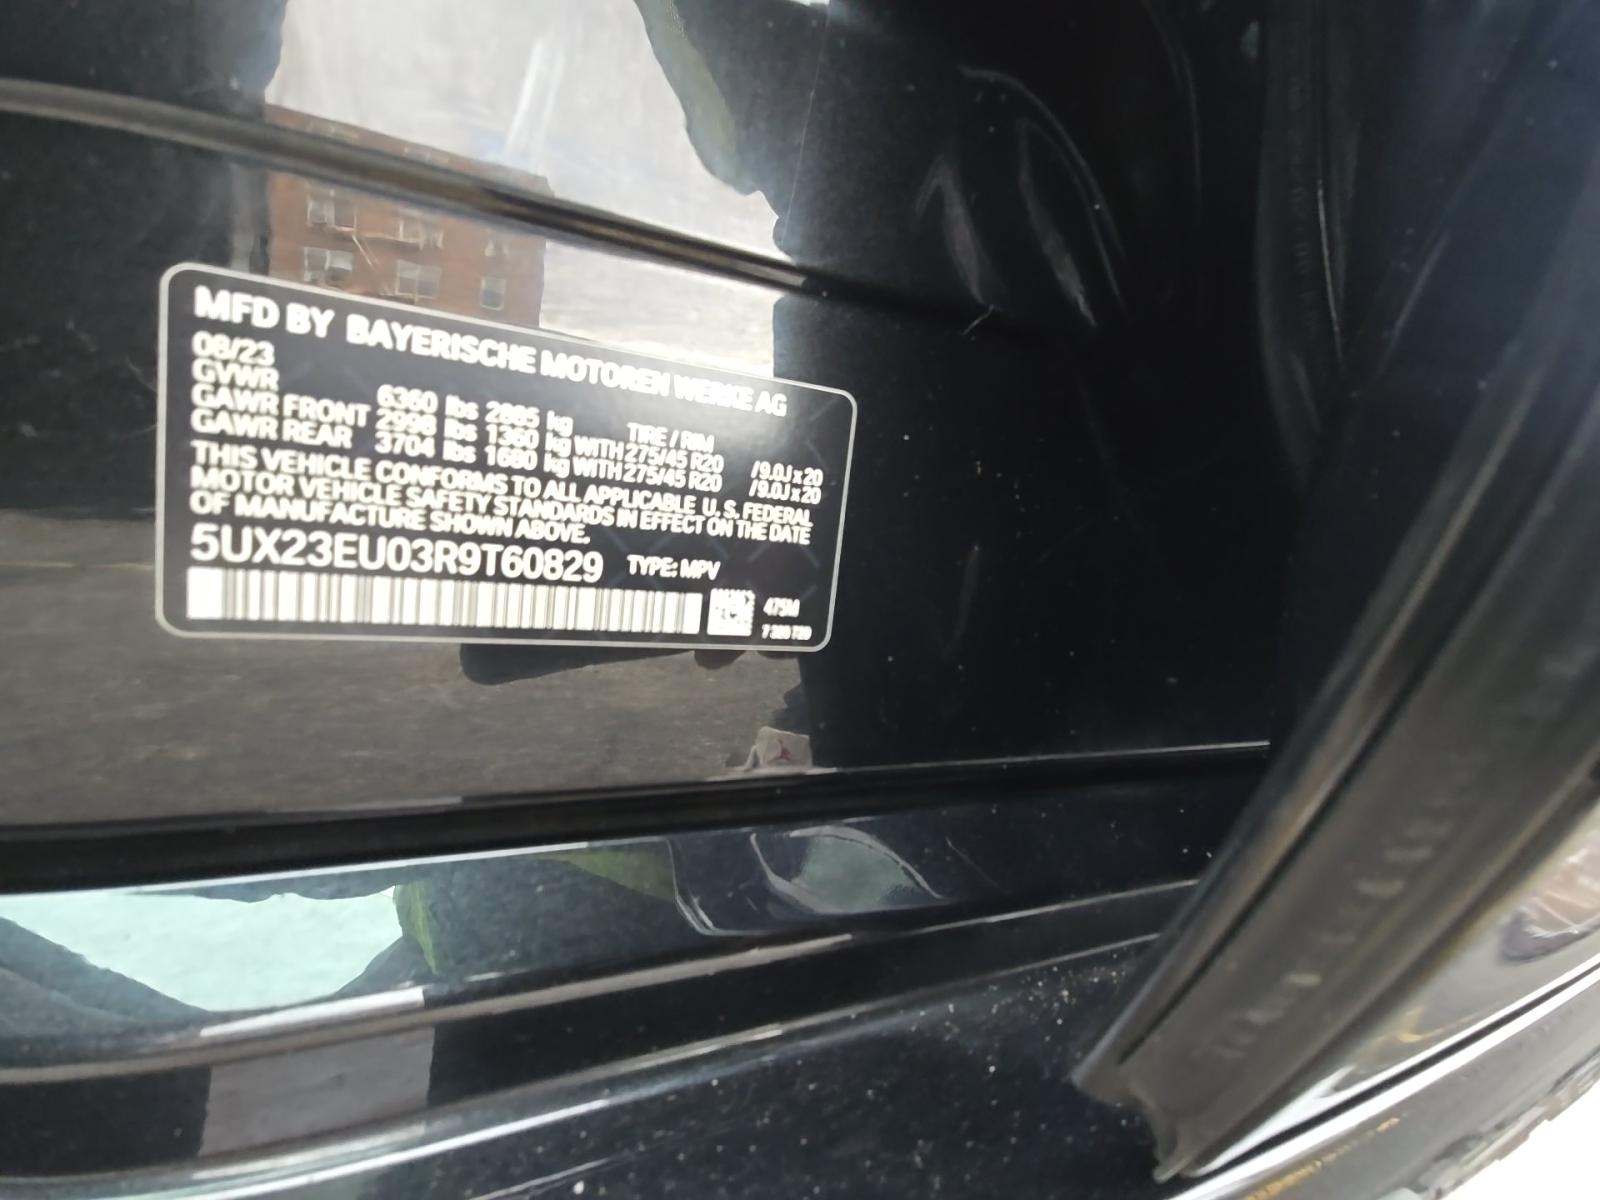 MFD BY BAYERISCHE MOTOREN WERKE AG
08/23
GVWR 6360 lbs 2885 kg TIRE / RIM
GAWR FRONT 2998 lbs 1360 kg WITH 275/45 R20 /9.0J x 20
GAWR REAR 3704 lbs 1680 kg WITH 275/45 R20 /9.0J x 20
THIS VEHICLE CONFORMS TO ALL APPLICABLE U. S. FEDERAL
MOTOR VEHICLE SAFETY STANDARDS IN EFFECT ON THE DATE
OF MANUFACTURE SHOWN ABOVE.
5UX23EU03R9T60829 TYPE: MPV
475M